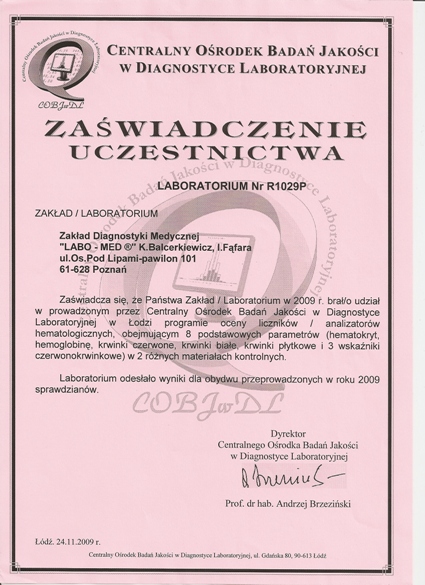 Centralny Ośrodek Badań Jakości w Diagnostyce Laboratoryjnej
COBJwDL
CENTRALNY OŚRODEK BADAŃ JAKOŚCI
W DIAGNOSTYCE LABORATORYJNEJ
ZAŚWIADCZENIE
UCZESTNICTWA
LABORATORIUM Nr R1029P
ZAKŁAD / LABORATORIUM
Zakład Diagnostyki Medycznej
"LABO - MED ®" K.Balcerkiewicz, I.Fąfara
ul.Os.Pod Lipami-pawilon 101
61-628 Poznań
Zaświadcza się, że Państwa Zakład / Laboratorium w 2009 r. brał/o udział
w prowadzonym przez Centralny Ośrodek Badań Jakości w Diagnostyce
Laboratoryjnej w Łodzi programie oceny liczników / analizatorów
hematologicznych, obejmującym 8 podstawowych parametrów (hematokryt,
hemoglobinę, krwinki czerwone, krwinki białe, krwinki płytkowe i 3 wskaźniki
czerwonokrwinkowe) w 2 różnych materiałach kontrolnych.
Laboratorium odesłało wyniki dla obydwu przeprowadzonych w roku 2009
sprawdzianów.
COBJwDL
Dyrektor
Centralnego Ośrodka Badań Jakości
w Diagnostyce Laboratoryjnej
Prof. dr hab. Andrzej Brzeziński
Łódź. 24.11.2009 r.
Centralny Ośrodek Badań Jakości w Diagnostyce Laboratoryjnej, ul. Gdańska 80, 90-613 Łódź